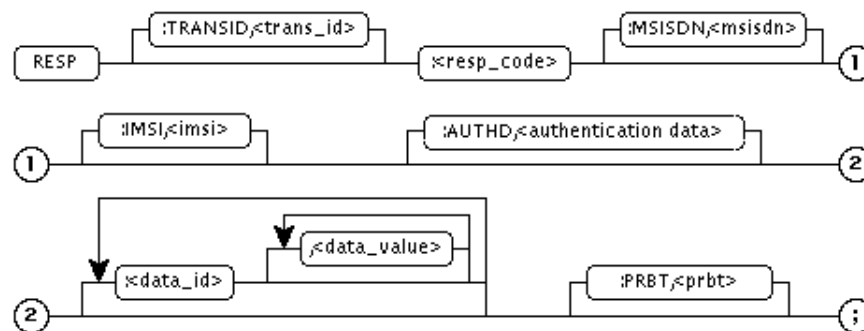 :TRANSID,<trans_id>
:MSISDN,<msisdn>
RESP
:<resp_code>
1
:IMSI,<imsi>
:AUTHD,<authentication data>
1
2
,<data_value>
:<data_id>
:PRBT,<prbt>
2
;